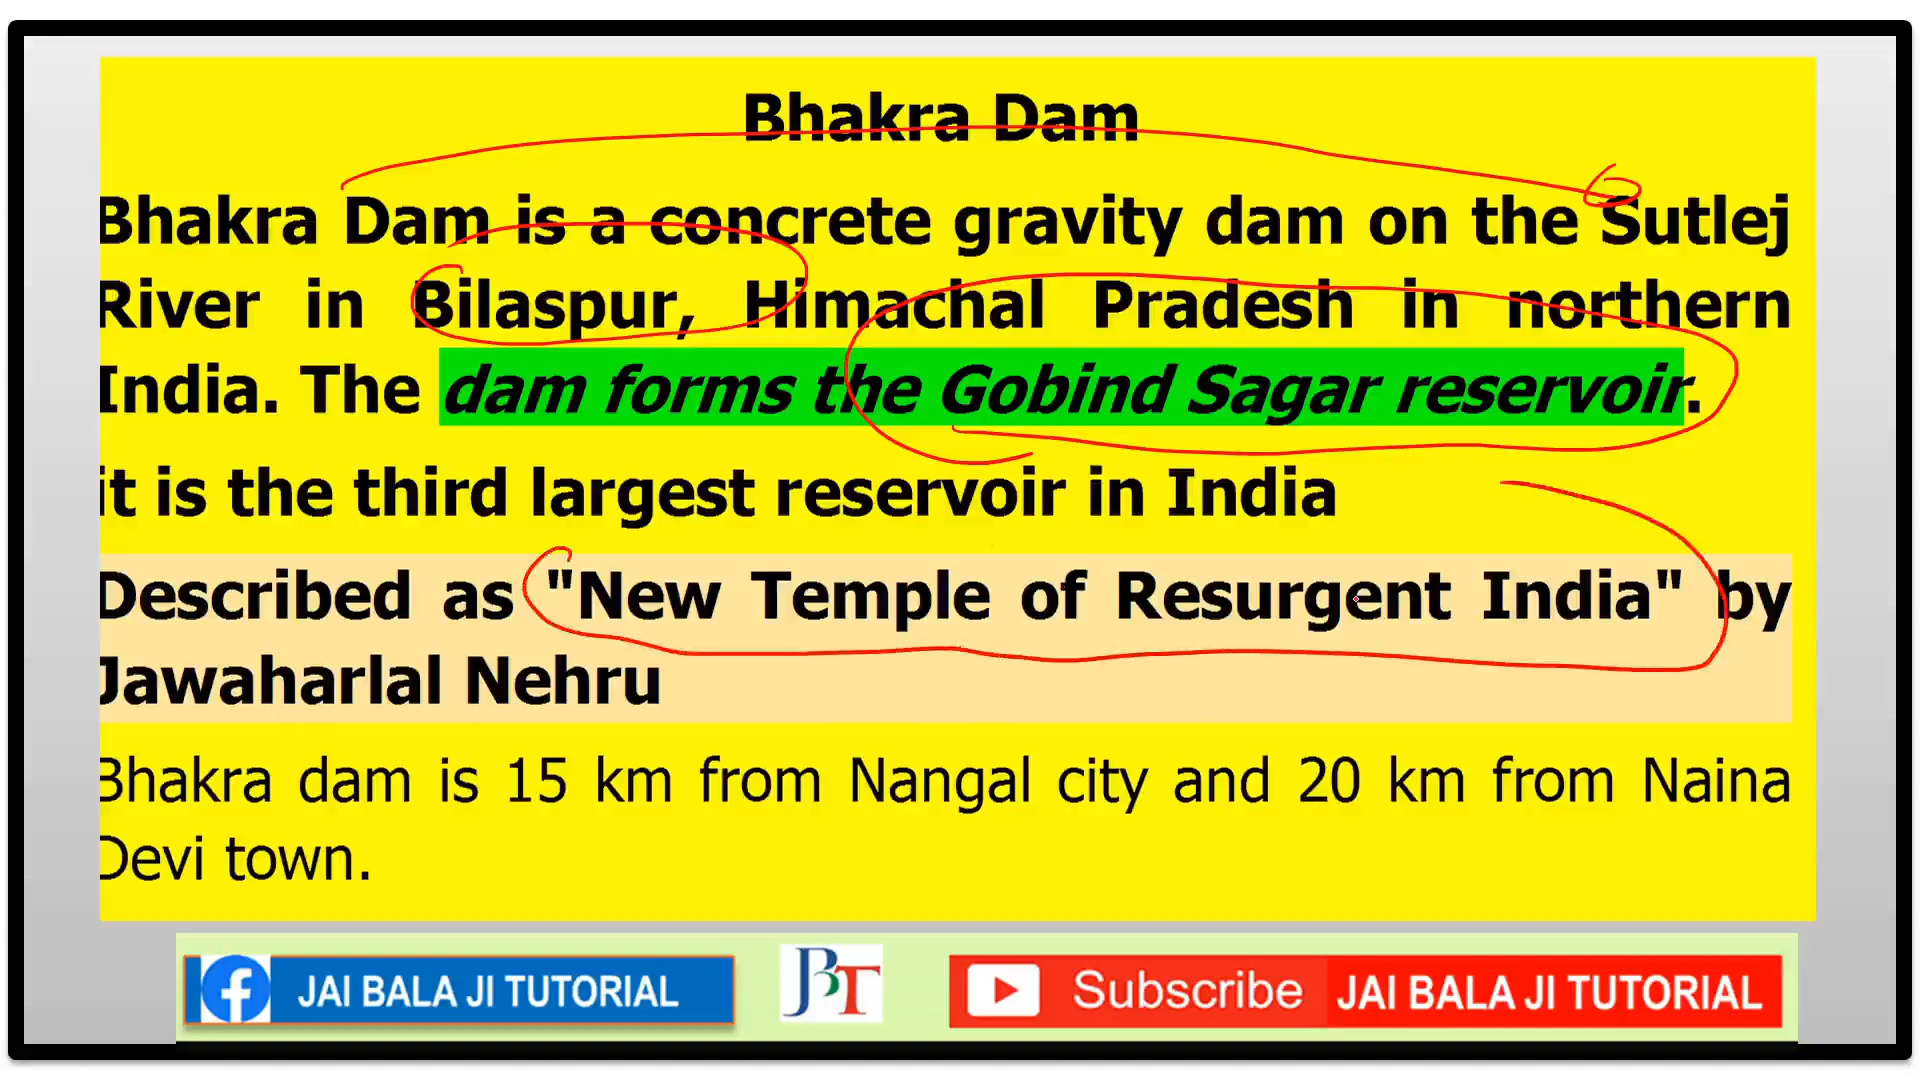 Bhakra Dam
Bhakra Dam is a concrete gravity dam on the Sutlej
River in Bilaspur, Himachal Pradesh in northern
India. The dam forms the Gobind Sagar reservoir.
it is the third largest reservoir in India
Described as "New Temple of Resurgent India" by
Jawaharlal Nehru
Bhakra dam is 15 km from Nangal city and 20 km from Naina
Devi town.
JAI BALA JI TUTORIAL
JBT
Subscribe JAI BALA JI TUTORIAL